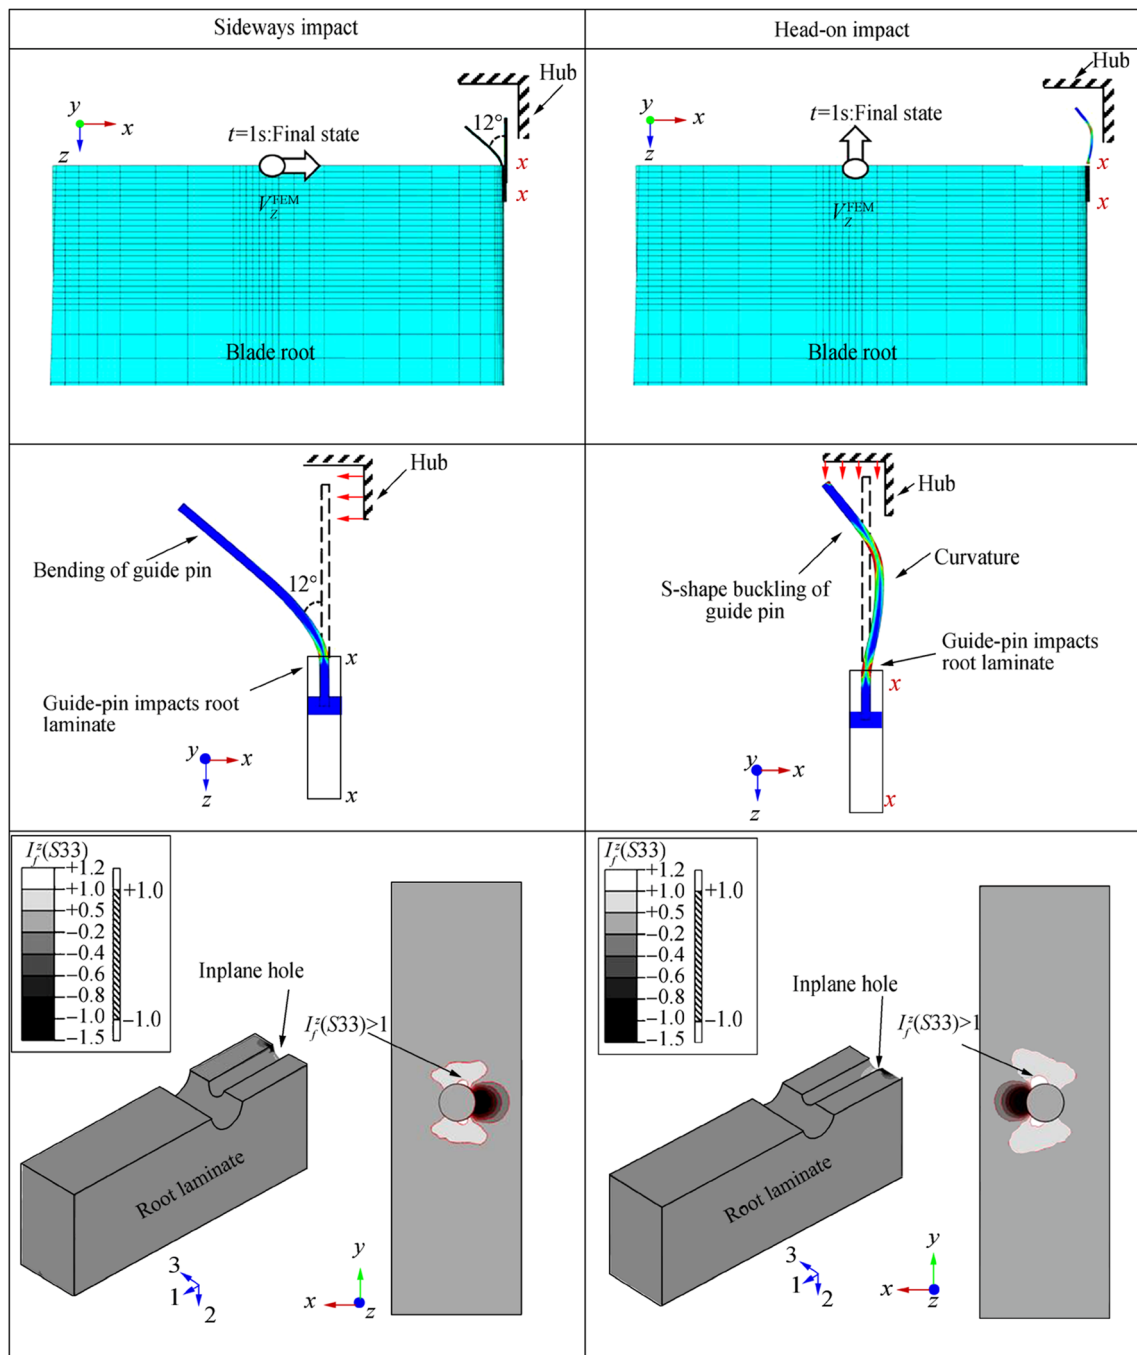 Sideways impact
Head-on impact
Hub
y
x
z
t=1s:Final state
12°
x
x
V_Z^FEM
Blade root
Hub
y
x
z
t=1s:Final state
x
x
V_Z^FEM
Blade root
Hub
Bending of guide pin
12°
x
Guide-pin impacts root
laminate
y
x
z
x
Hub
Curvature
S-shape buckling of
guide pin
Guide-pin impacts
root laminate
x
y
x
z
x
I_f^z(S33)
+1.2
+1.0
+0.5
−0.2
−0.4
−0.6
−0.8
−1.0
−1.5
+1.0
−1.0
Inplane hole
I_f^z(S33)>1
Root laminate
3
1
2
y
x
z
I_f^z(S33)
+1.2
+1.0
+0.5
−0.2
−0.4
−0.6
−0.8
−1.0
−1.5
+1.0
−1.0
Inplane hole
I_f^z(S33)>1
Root laminate
3
1
2
y
x
z